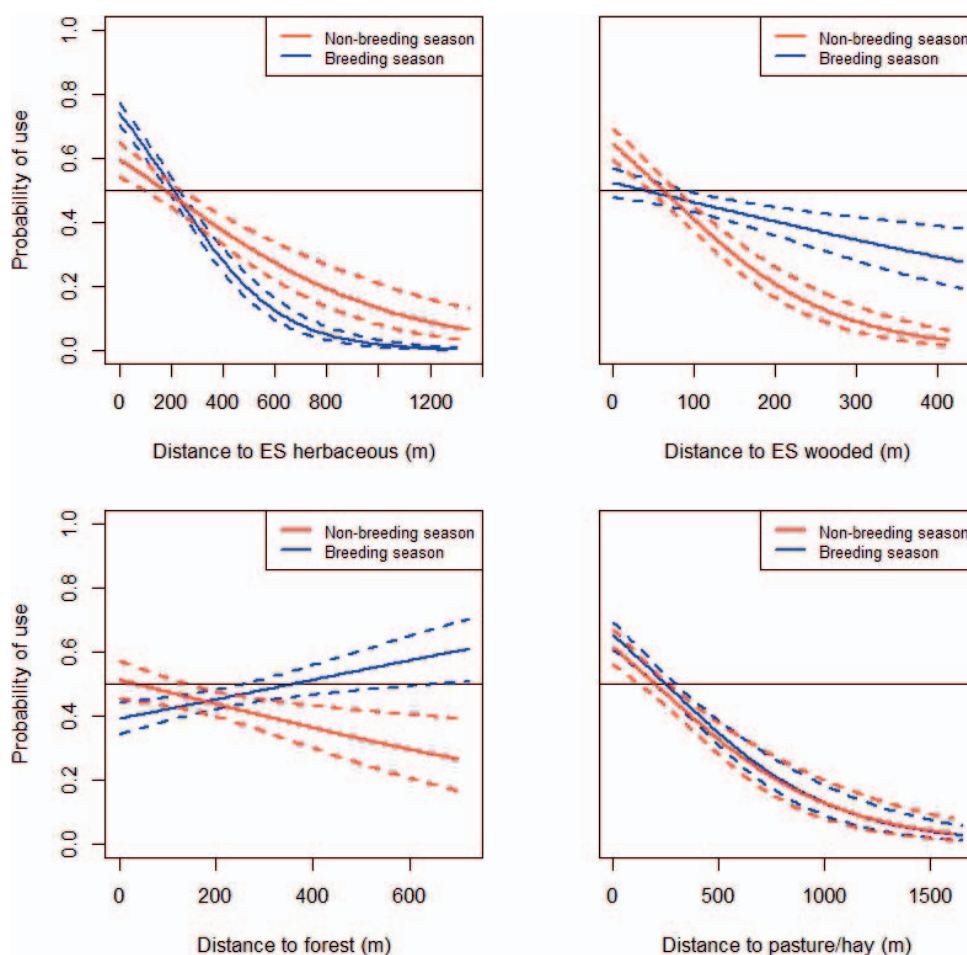 Non-breeding season
Breeding season
Probability of use
1.0
0.8
0.6
0.4
0.2
0.0
0 200 400 600 800 1200
Distance to ES herbaceous (m)
Non-breeding season
Breeding season
0 100 200 300 400
Distance to ES wooded (m)
Non-breeding season
Breeding season
Probability of use
1.0
0.8
0.6
0.4
0.2
0.0
0 200 400 600
Distance to forest (m)
Non-breeding season
Breeding season
0 500 1000 1500
Distance to pasture/hay (m)